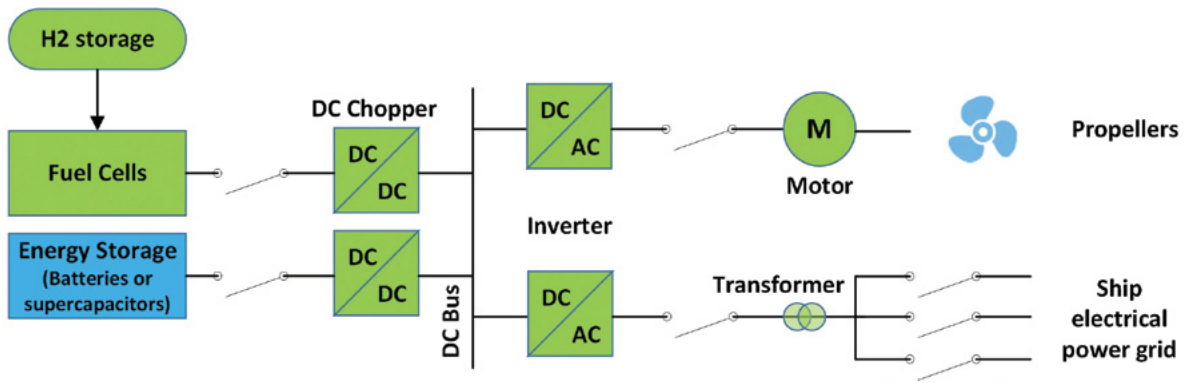 H2 storage
Fuel Cells
Energy Storage
(Batteries or
supercapacitors)
DC Chopper
DC
DC
DC
DC
DC Bus
DC
AC
Inverter
DC
AC
M
Motor
Propellers
Transformer
Ship
electrical
power grid